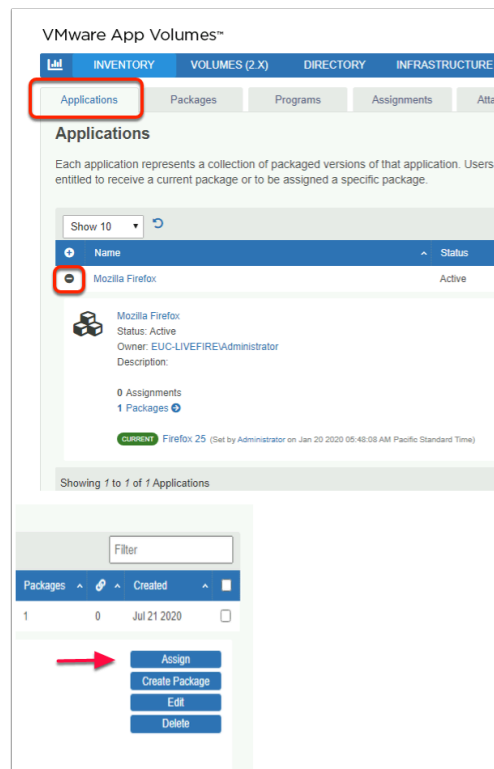 VMware App Volumes™
INVENTORY VOLUMES (2.X) DIRECTORY INFRASTRUCTURE
Applications Packages Programs Assignments Atta
Applications
Each application represents a collection of packaged versions of that application. Users
entitled to receive a current package or to be assigned a specific package.
Show 10
Name Status
Mozilla Firefox Active
Mozilla Firefox
Status: Active
Owner: EUC-LIVEFIRE\Administrator
Description:
0 Assignments
1 Packages
CURRENT Firefox 25 (Set by Administrator on Jan 20 2020 05:48:08 AM Pacific Standard Time)
Showing 1 to 1 of 1 Applications
Filter
Packages Created
1 0 Jul 21 2020
Assign
Create Package
Edit
Delete